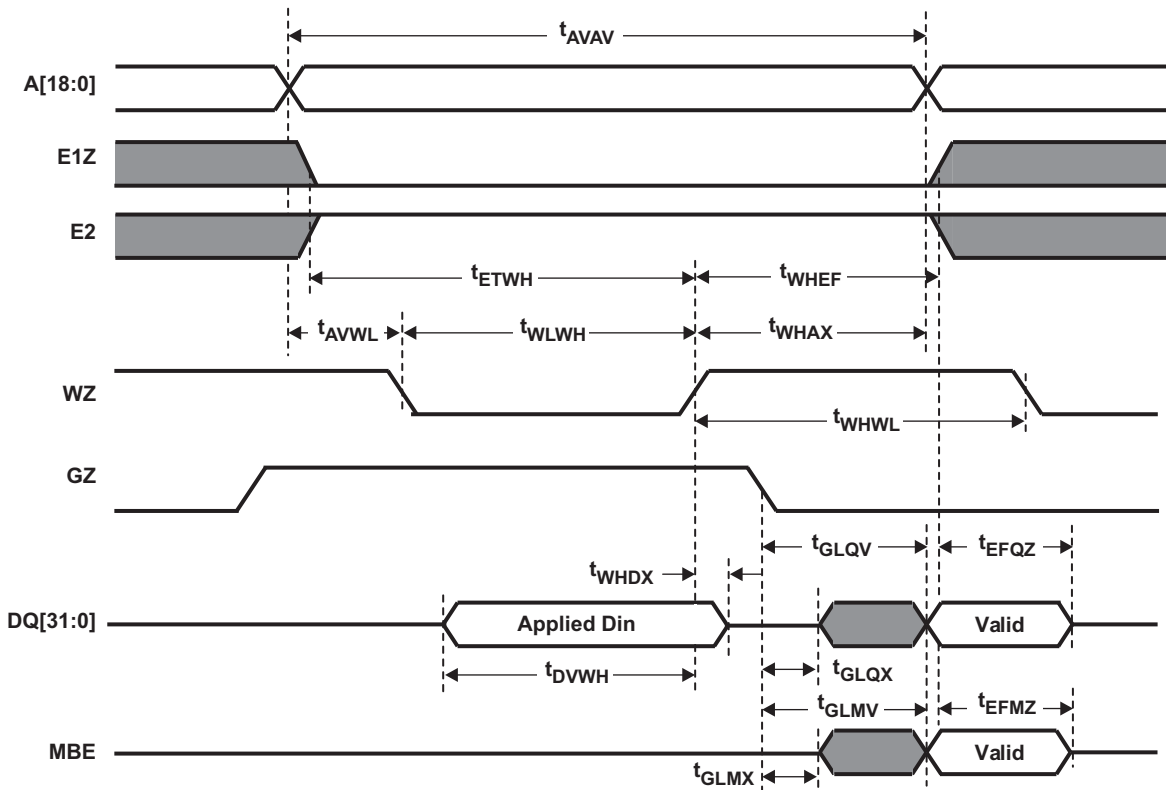 tAVAV
A[18:0]
E1Z
E2
tETWH
tWHEF
tAVWL
tWLWH
tWHAX
WZ
tWHWL
GZ
tGLQV
tEFQZ
tWHDX
DQ[31:0]
Applied Din
Valid
tDVWH
tGLQX
tGLMV
tEFMZ
MBE
Valid
tGLMX